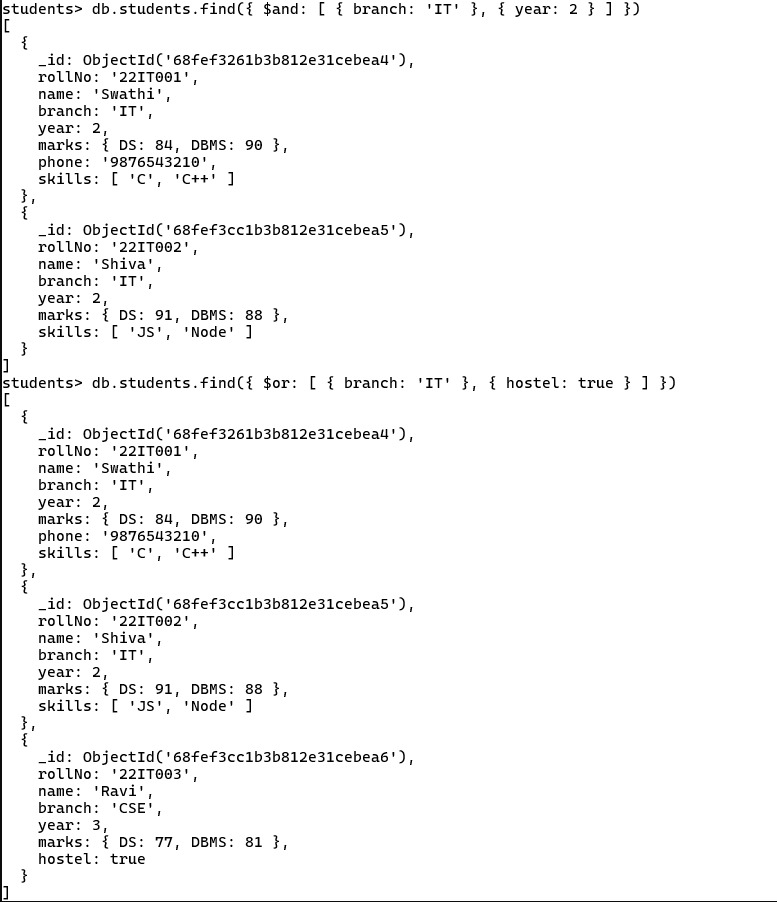 students> db.students.find({ $and: [ { branch: 'IT' }, { year: 2 } ] })
[
  {
    _id: ObjectId('68fef3261b3b812e31cebea4'),
    rollNo: '22IT001',
    name: 'Swathi',
    branch: 'IT',
    year: 2,
    marks: { DS: 84, DBMS: 90 },
    phone: '9876543210',
    skills: [ 'C', 'C++' ]
  },
  {
    _id: ObjectId('68fef3cc1b3b812e31cebea5'),
    rollNo: '22IT002',
    name: 'Shiva',
    branch: 'IT',
    year: 2,
    marks: { DS: 91, DBMS: 88 },
    skills: [ 'JS', 'Node' ]
  }
]
students> db.students.find({ $or: [ { branch: 'IT' }, { hostel: true } ] })
[
  {
    _id: ObjectId('68fef3261b3b812e31cebea4'),
    rollNo: '22IT001',
    name: 'Swathi',
    branch: 'IT',
    year: 2,
    marks: { DS: 84, DBMS: 90 },
    phone: '9876543210',
    skills: [ 'C', 'C++' ]
  },
  {
    _id: ObjectId('68fef3cc1b3b812e31cebea5'),
    rollNo: '22IT002',
    name: 'Shiva',
    branch: 'IT',
    year: 2,
    marks: { DS: 91, DBMS: 88 },
    skills: [ 'JS', 'Node' ]
  },
  {
    _id: ObjectId('68fef3cc1b3b812e31cebea6'),
    rollNo: '22IT003',
    name: 'Ravi',
    branch: 'CSE',
    year: 3,
    marks: { DS: 77, DBMS: 81 },
    hostel: true
  }
]